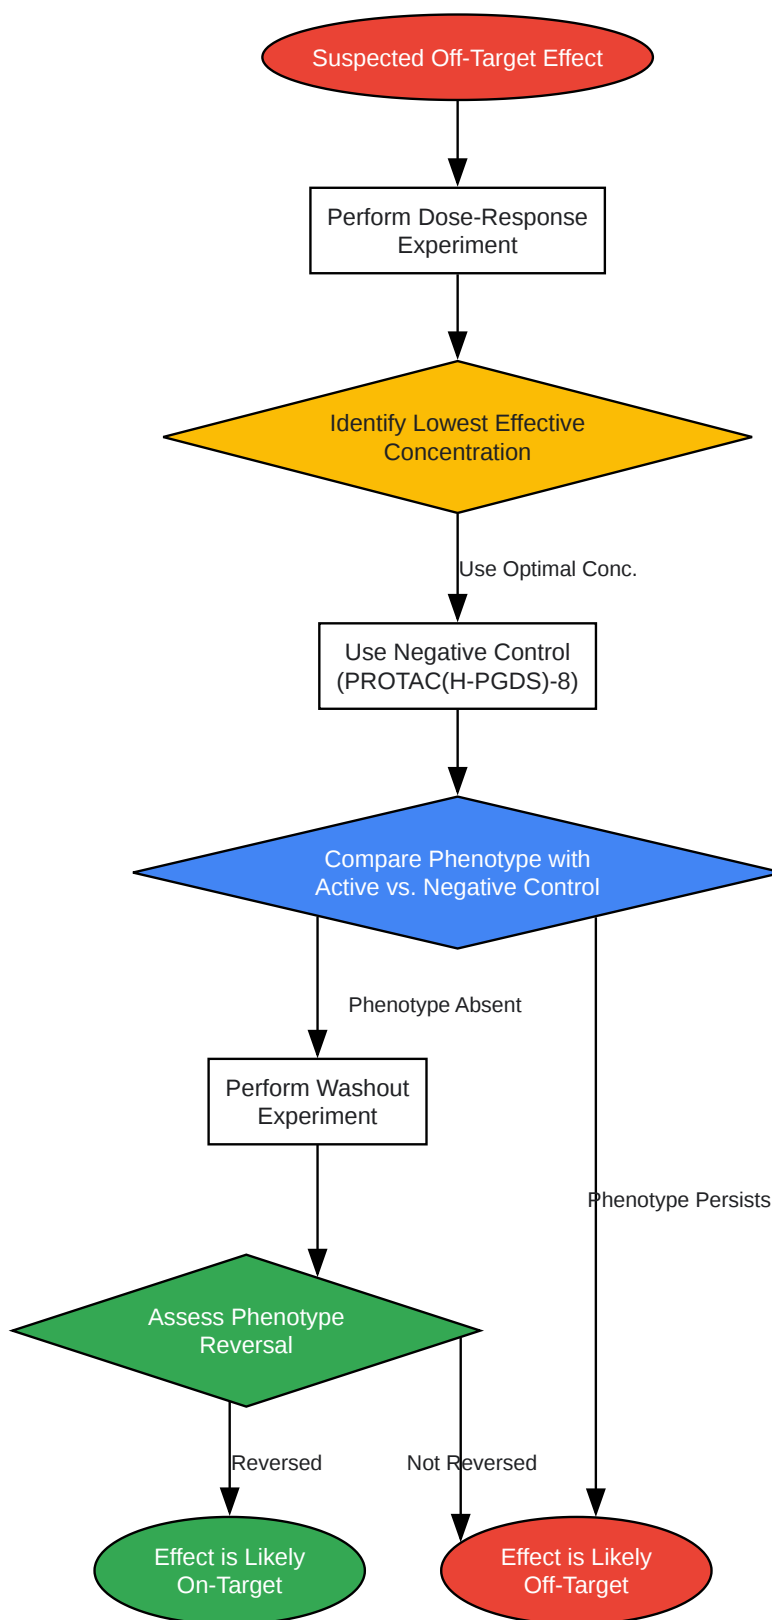 Suspected Off-Target Effect
Perform Dose-Response
Experiment
Identify Lowest Effective
Concentration
Use Optimal Conc.
Use Negative Control
(PROTAC(H-PGDS)-8)
Compare Phenotype with
Active vs. Negative Control
Phenotype Absent
Perform Washout
Experiment
Phenotype Persists
Assess Phenotype
Reversal
Reversed
Not Reversed
Effect is Likely
On-Target
Effect is Likely
Off-Target